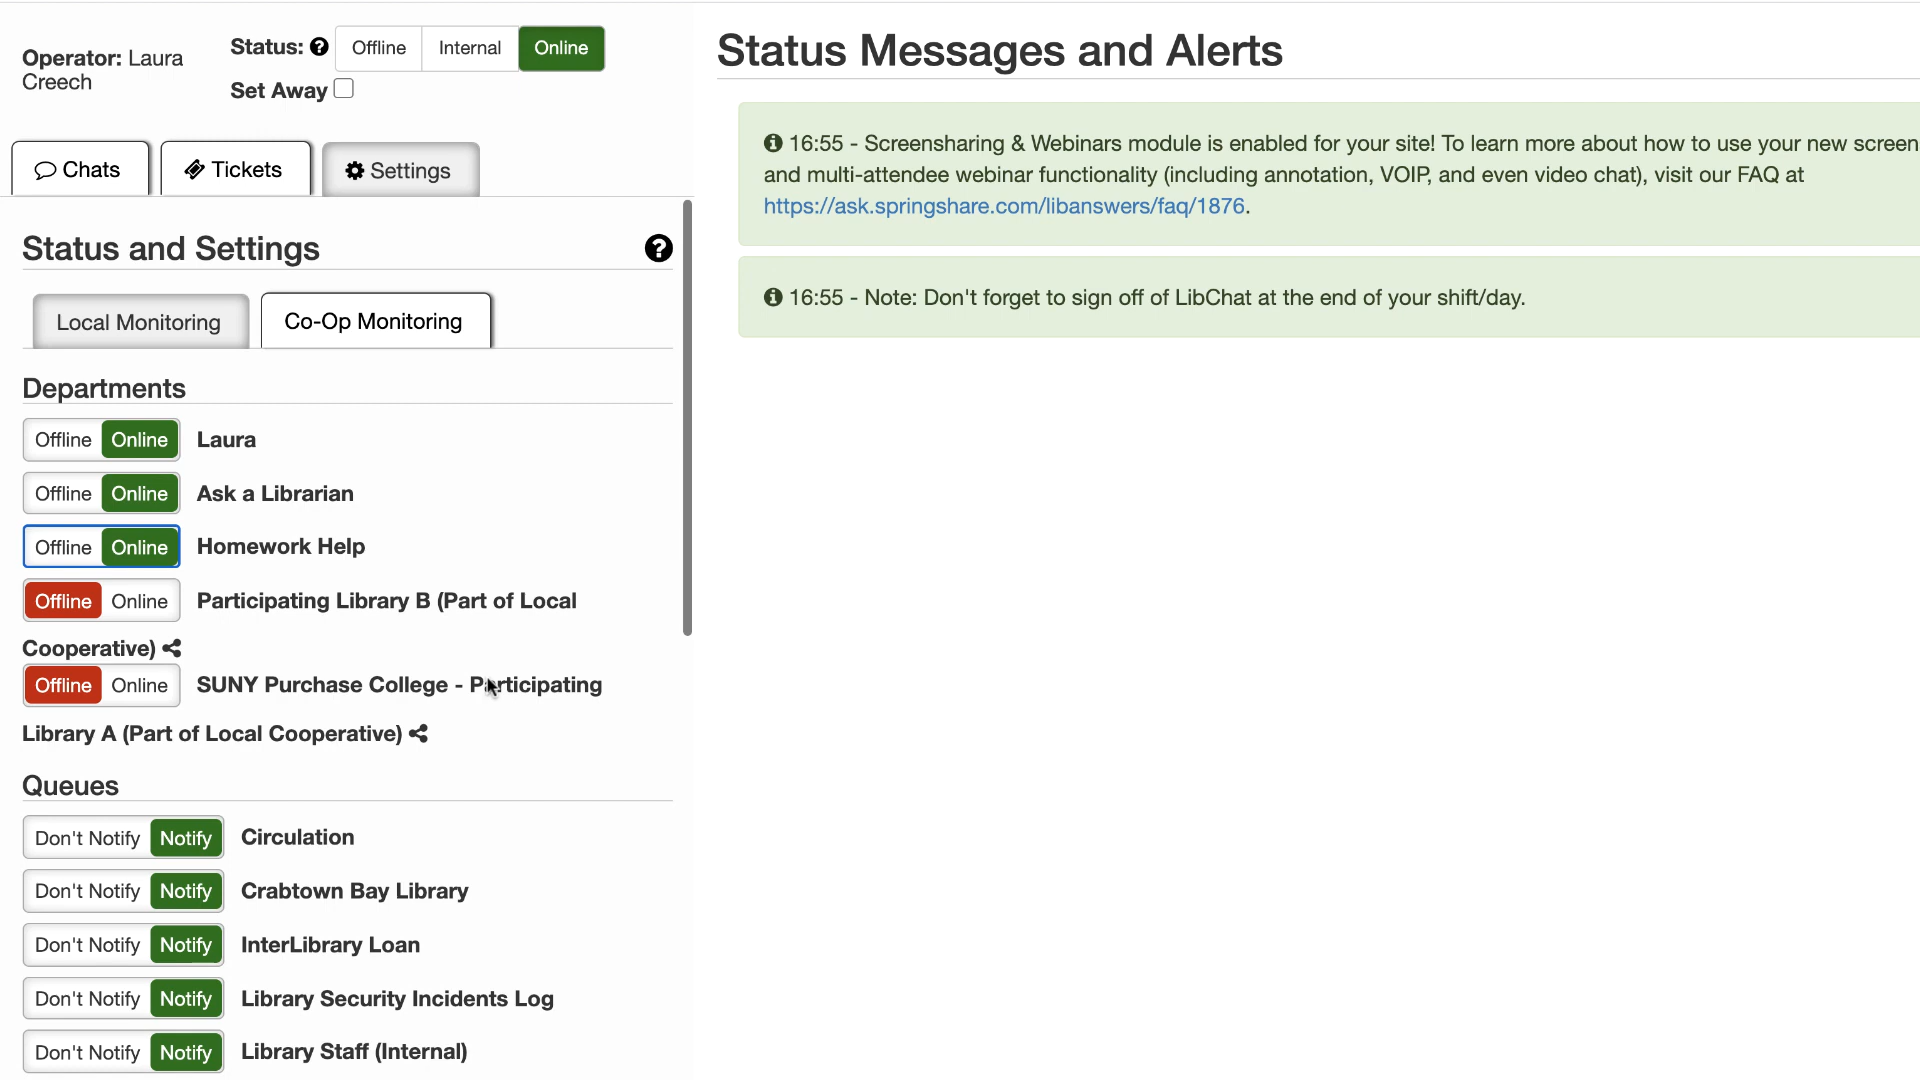 Operator: Laura Creech
Status: Offline Internal Online
Set Away
Chats Tickets Settings
Status and Settings
Local Monitoring Co-Op Monitoring
Departments
Offline Online Laura
Offline Online Ask a Librarian
Offline Online Homework Help
Offline Online Participating Library B (Part of Local
Cooperative)
Offline Online SUNY Purchase College - Participating
Library A (Part of Local Cooperative)
Queues
Don't Notify Notify Circulation
Don't Notify Notify Crabtown Bay Library
Don't Notify Notify InterLibrary Loan
Don't Notify Notify Library Security Incidents Log
Don't Notify Notify Library Staff (Internal)
Status Messages and Alerts
16:55 - Screensharing & Webinars module is enabled for your site! To learn more about how to use your new screen
and multi-attendee webinar functionality (including annotation, VOIP, and even video chat), visit our FAQ at
https://ask.springshare.com/libanswers/faq/1876.
16:55 - Note: Don't forget to sign off of LibChat at the end of your shift/day.